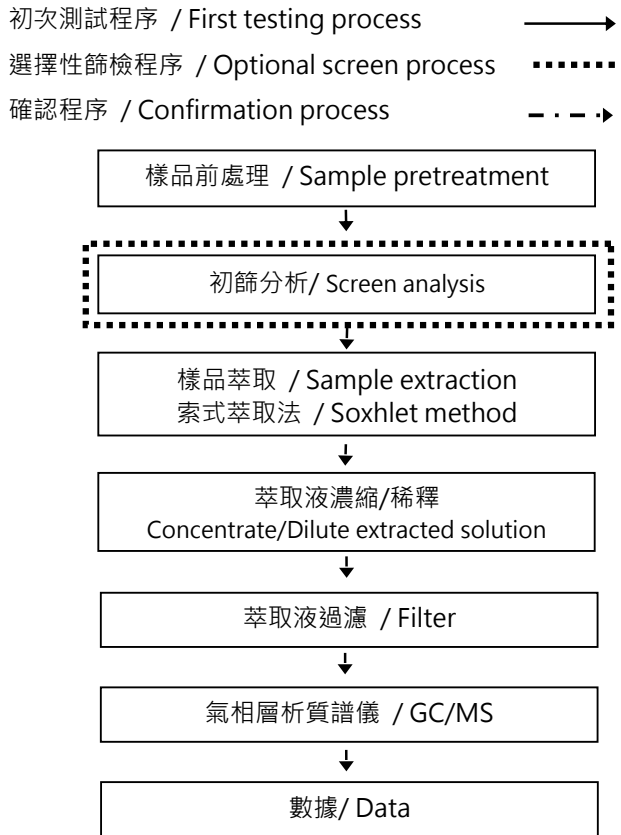 初次測試程序 / First testing process
選擇性篩檢程序 / Optional screen process
確認程序 / Confirmation process
樣品前處理 / Sample pretreatment
初篩分析/ Screen analysis
樣品萃取 / Sample extraction
索式萃取法 / Soxhlet method
萃取液濃縮/稀釋
Concentrate/Dilute extracted solution
萃取液過濾 / Filter
氣相層析質譜儀 / GC/MS
數據/ Data